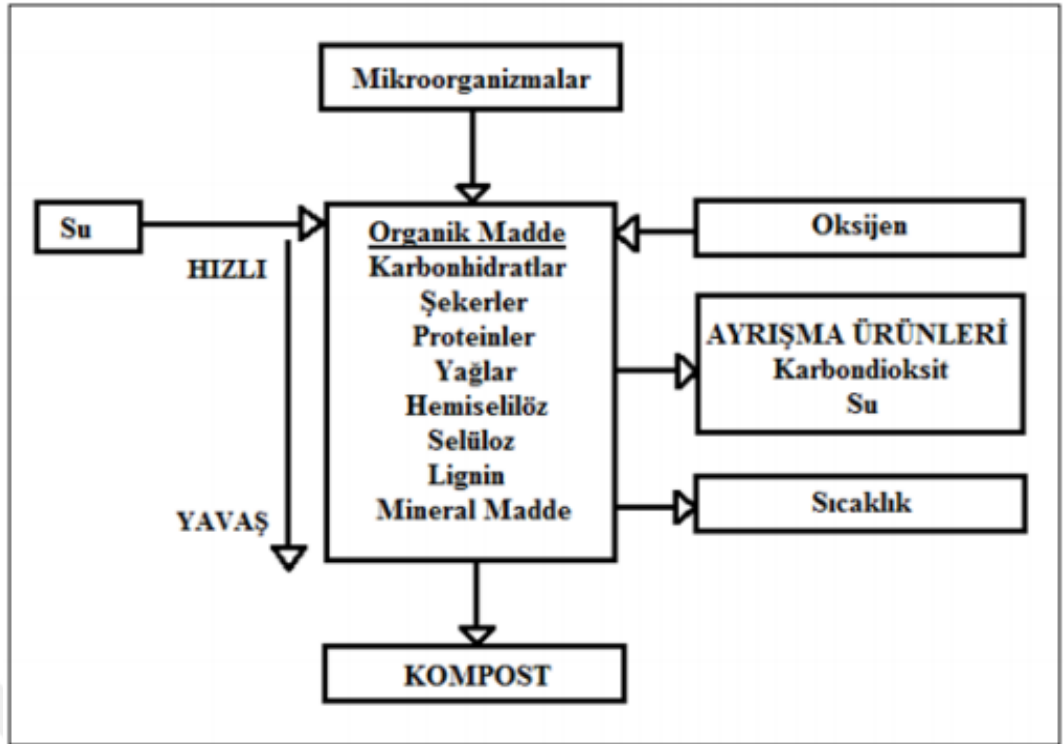 Mikroorganizmalar
Su
HIZLI
YAVAŞ
Organik Madde
Karbonhidratlar
Şekerler
Proteinler
Yağlar
Hemiselilöz
Selüloz
Lignin
Mineral Madde
Oksijen
AYRIŞMA ÜRÜNLERİ
Karbondioksit
Su
Sıcaklık
KOMPOST